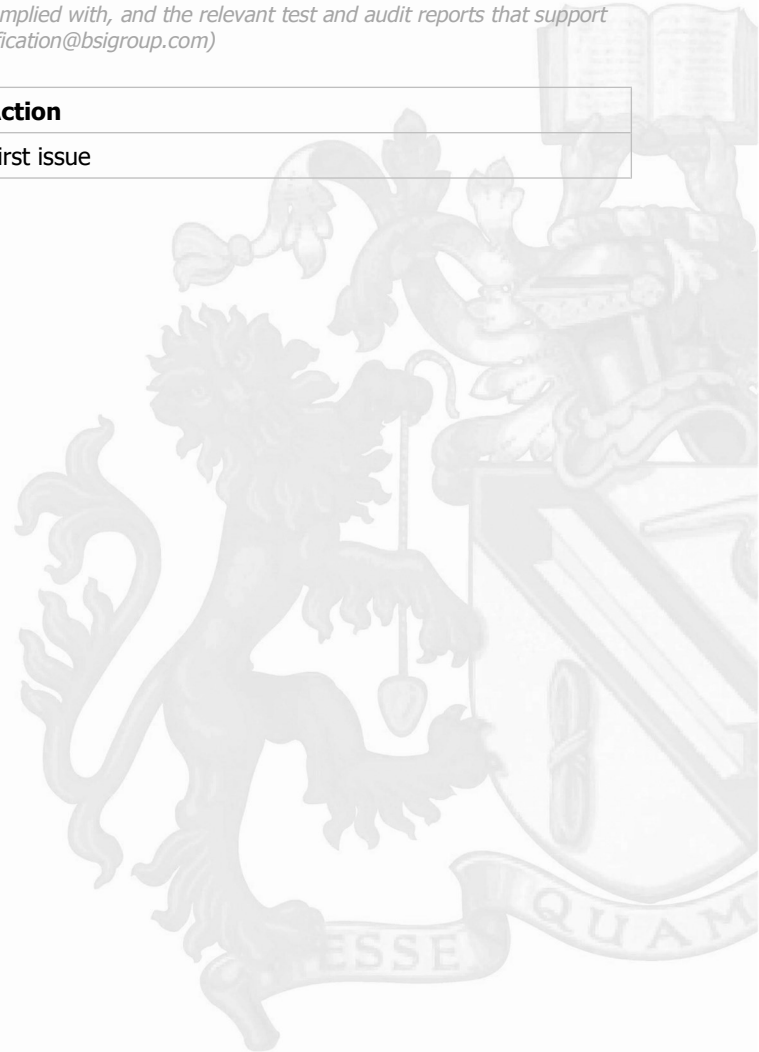 mplied with, and the relevant test and audit reports that support
fication@bsigroup.com)
ction
irst issue
ESSE QUAM